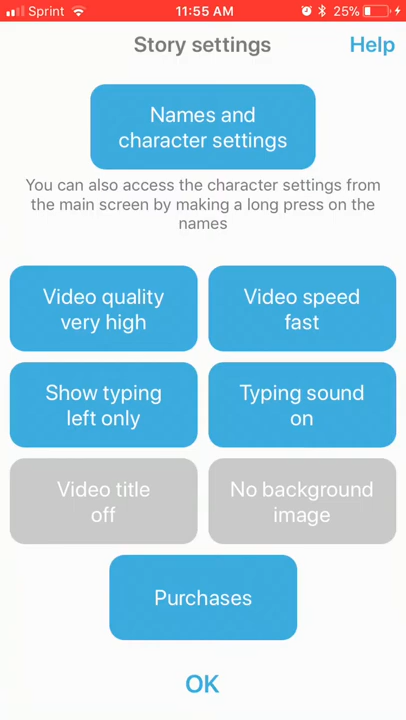 Sprint 11:55 AM 25%
Story settings Help
Names and
character settings
You can also access the character settings from
the main screen by making a long press on the
names
Video quality
very high
Video speed
fast
Show typing
left only
Typing sound
on
Video title
off
No background
image
Purchases
OK